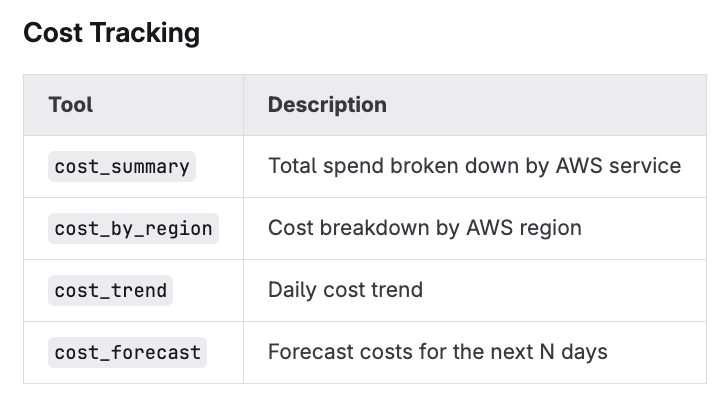 Cost Tracking
Tool Description
cost_summary Total spend broken down by AWS service
cost_by_region Cost breakdown by AWS region
cost_trend Daily cost trend
cost_forecast Forecast costs for the next N days